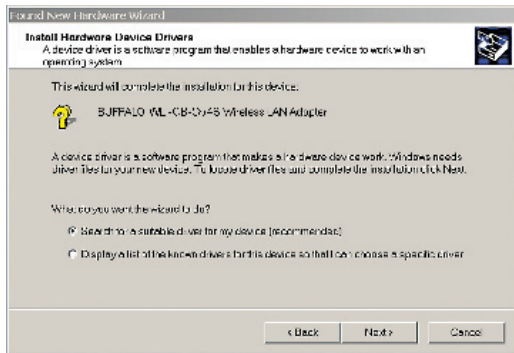 Found New Hardware Wizard
Install Hardware Device Drivers
A device driver is a software program that enables a hardware device to work with an
operating system.
This wizard will complete the installation for this device:
BUFFALO Wireless LAN Adapter
A device driver is a software program that makes a hardware device work. Windows needs
driver files for your new device. To locate driver files and complete the installation click Next.
What do you want the wizard to do?
Search for a suitable driver for my device (recommended)
Display a list of the known drivers for this device so that I can choose a specific driver
< Back
Next >
Cancel